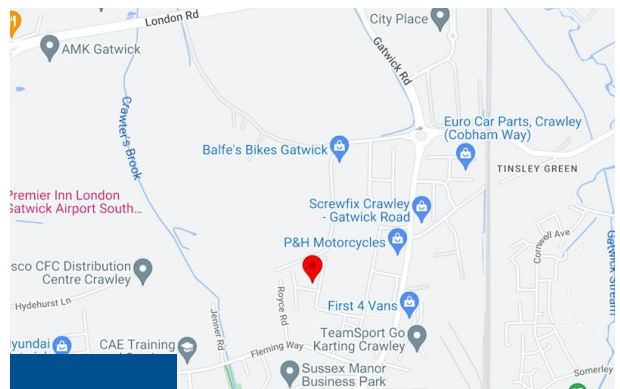 London Rd
City Place
AMK Gatwick
Gatwick Rd
Crawter's Brook
Euro Car Parts, Crawley
(Cobham Way)
Balfe's Bikes Gatwick
TINSLEY GREEN
Premier Inn London
Gatwick Airport South...
Screwfix Crawley
- Gatwick Road
P&H Motorcycles
Cornwell Ave
Gatwick Stream
sco CFC Distribution
Centre Crawley
Hydehurst Ln
Royce Rd
First 4 Vans
Jenner Rd
TeamSport Go
Karting Crawley
yundai
CAE Training
Fleming Way
Sussex Manor
Business Park
Somerley